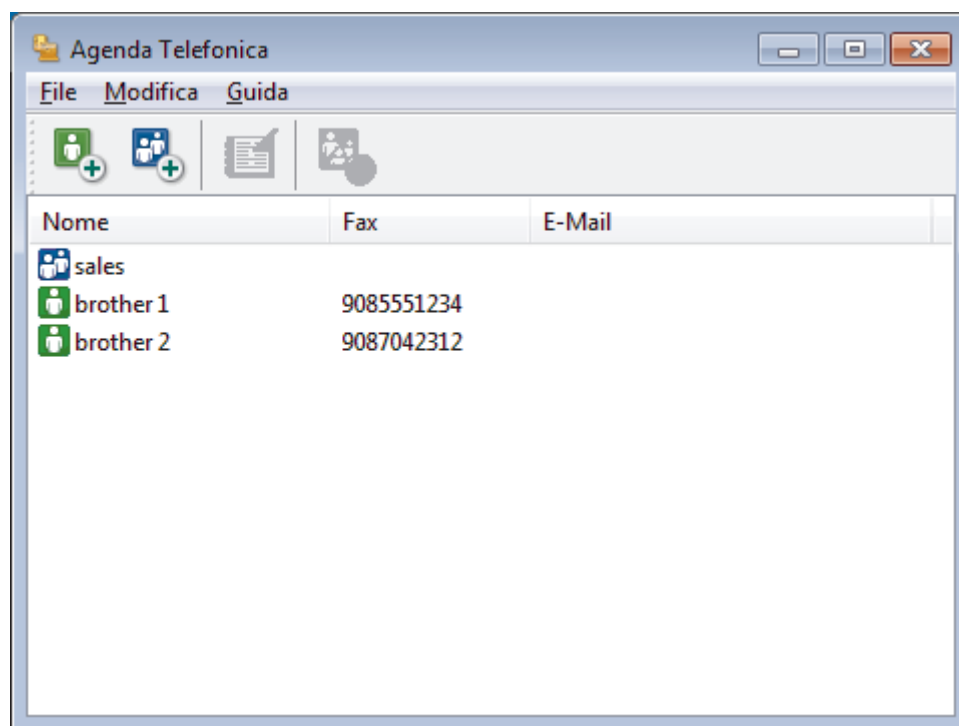 Agenda Telefonica
File Modifica Guida
Nome Fax E-Mail
sales
brother 1 9085551234
brother 2 9087042312